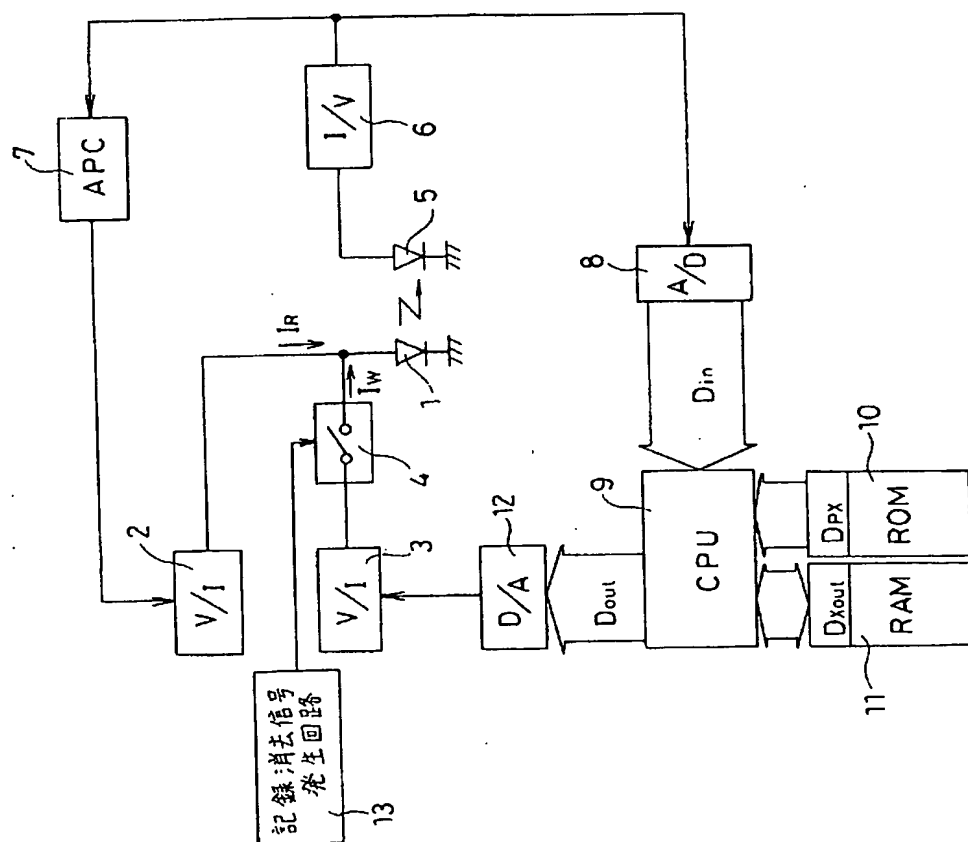 7
APC
I/V
6
5
IR
1
IW
4
2
V/I
3
V/I
8
A/D
Din
9
CPU
12
D/A
Dout
10
DPX
ROM
DXout
RAM
11
記録消去信号
発生回路
13